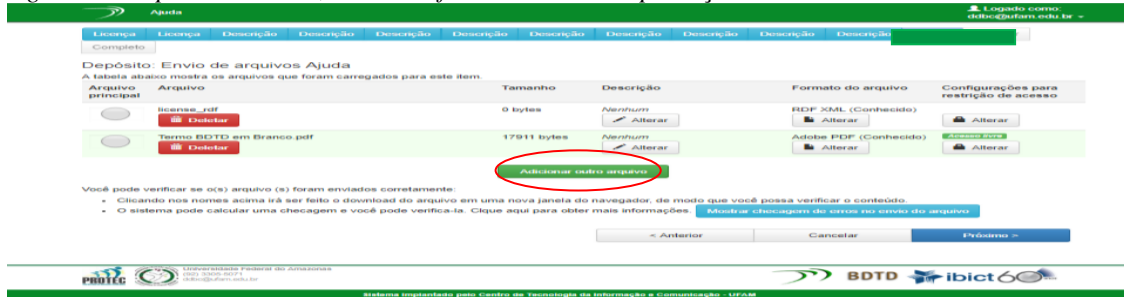 Ajuda
Logado como:
ddbc@ufam.edu.br
Licença Licença Descrição Descrição Descrição Descrição Descrição Descrição Descrição Descrição Descrição
Completo
Depósito: Envio de arquivos Ajuda
A tabela abaixo mostra os arquivos que foram carregados para este item.
Arquivo principal Arquivo Tamanho Descrição Formato do arquivo Configurações para restrição de acesso
license_rdf 0 bytes Nenhum RDF XML (Conhecido)
Deletar Alterar Alterar Alterar
Termo BDTD em Branco.pdf 17911 bytes Nenhum Adobe PDF (Conhecido) Acesso livre
Deletar Alterar Alterar Alterar
Adicionar outro arquivo
Você pode verificar se o(s) arquivo (s) foram enviados corretamente:
• Clicando nos nomes acima irá ser feito o download do arquivo em uma nova janela do navegador, de modo que você possa verificar o conteúdo.
• O sistema pode calcular uma checagem e você pode verifica-la. Clque aqui para obter mais informações. Mostrar checagem de erros no envio do arquivo
< Anterior Cancelar Próximo >
PROTEC
Universidade Federal do Amazonas
(92) 3305-5071
ddbc@ufam.edu.br
BDTD ibict 60
Sistema implantado pelo Centro de Tecnologia da Informação e Comunicação - UFAM